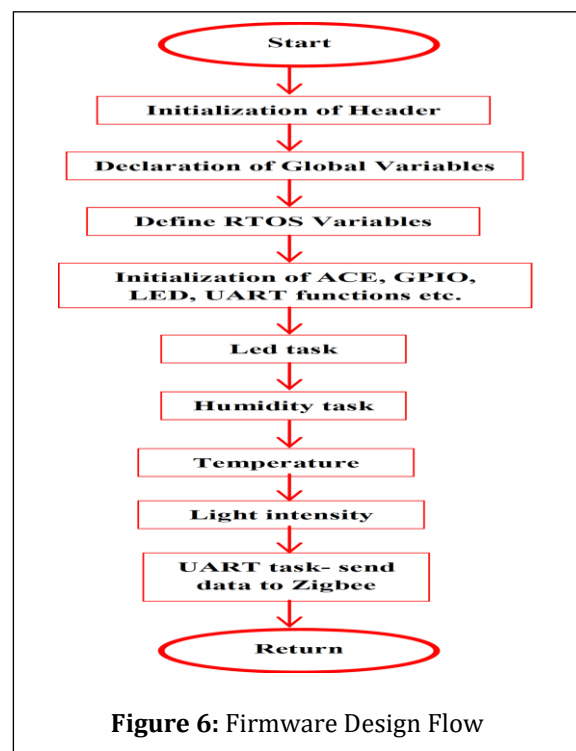 Start
Initialization of Header
Declaration of Global Variables
Define RTOS Variables
Initialization of ACE, GPIO,
LED, UART functions etc.
Led task
Humidity task
Temperature
Light intensity
UART task- send
data to Zigbee
Return
Figure 6: Firmware Design Flow